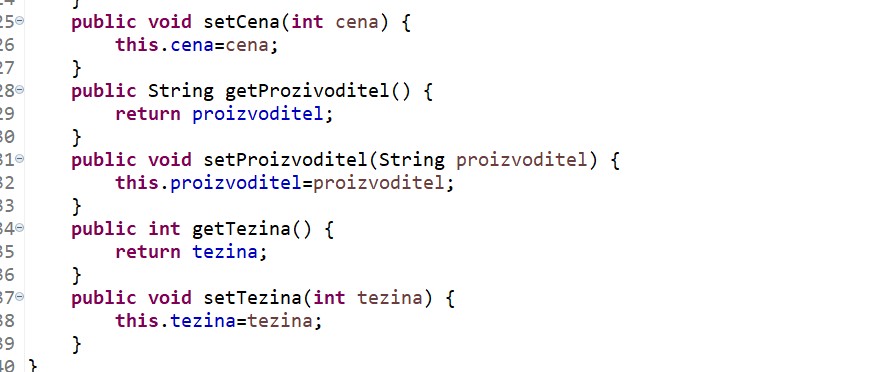 25 public void setCena(int cena) {
26 this.cena=cena;
27 }
28 public String getProzivoditel() {
29 return proizvoditel;
30 }
31 public void setProizvoditel(String proizvoditel) {
32 this.proizvoditel=proizvoditel;
33 }
34 public int getTezina() {
35 return tezina;
36 }
37 public void setTezina(int tezina) {
38 this.tezina=tezina;
39 }
40 }